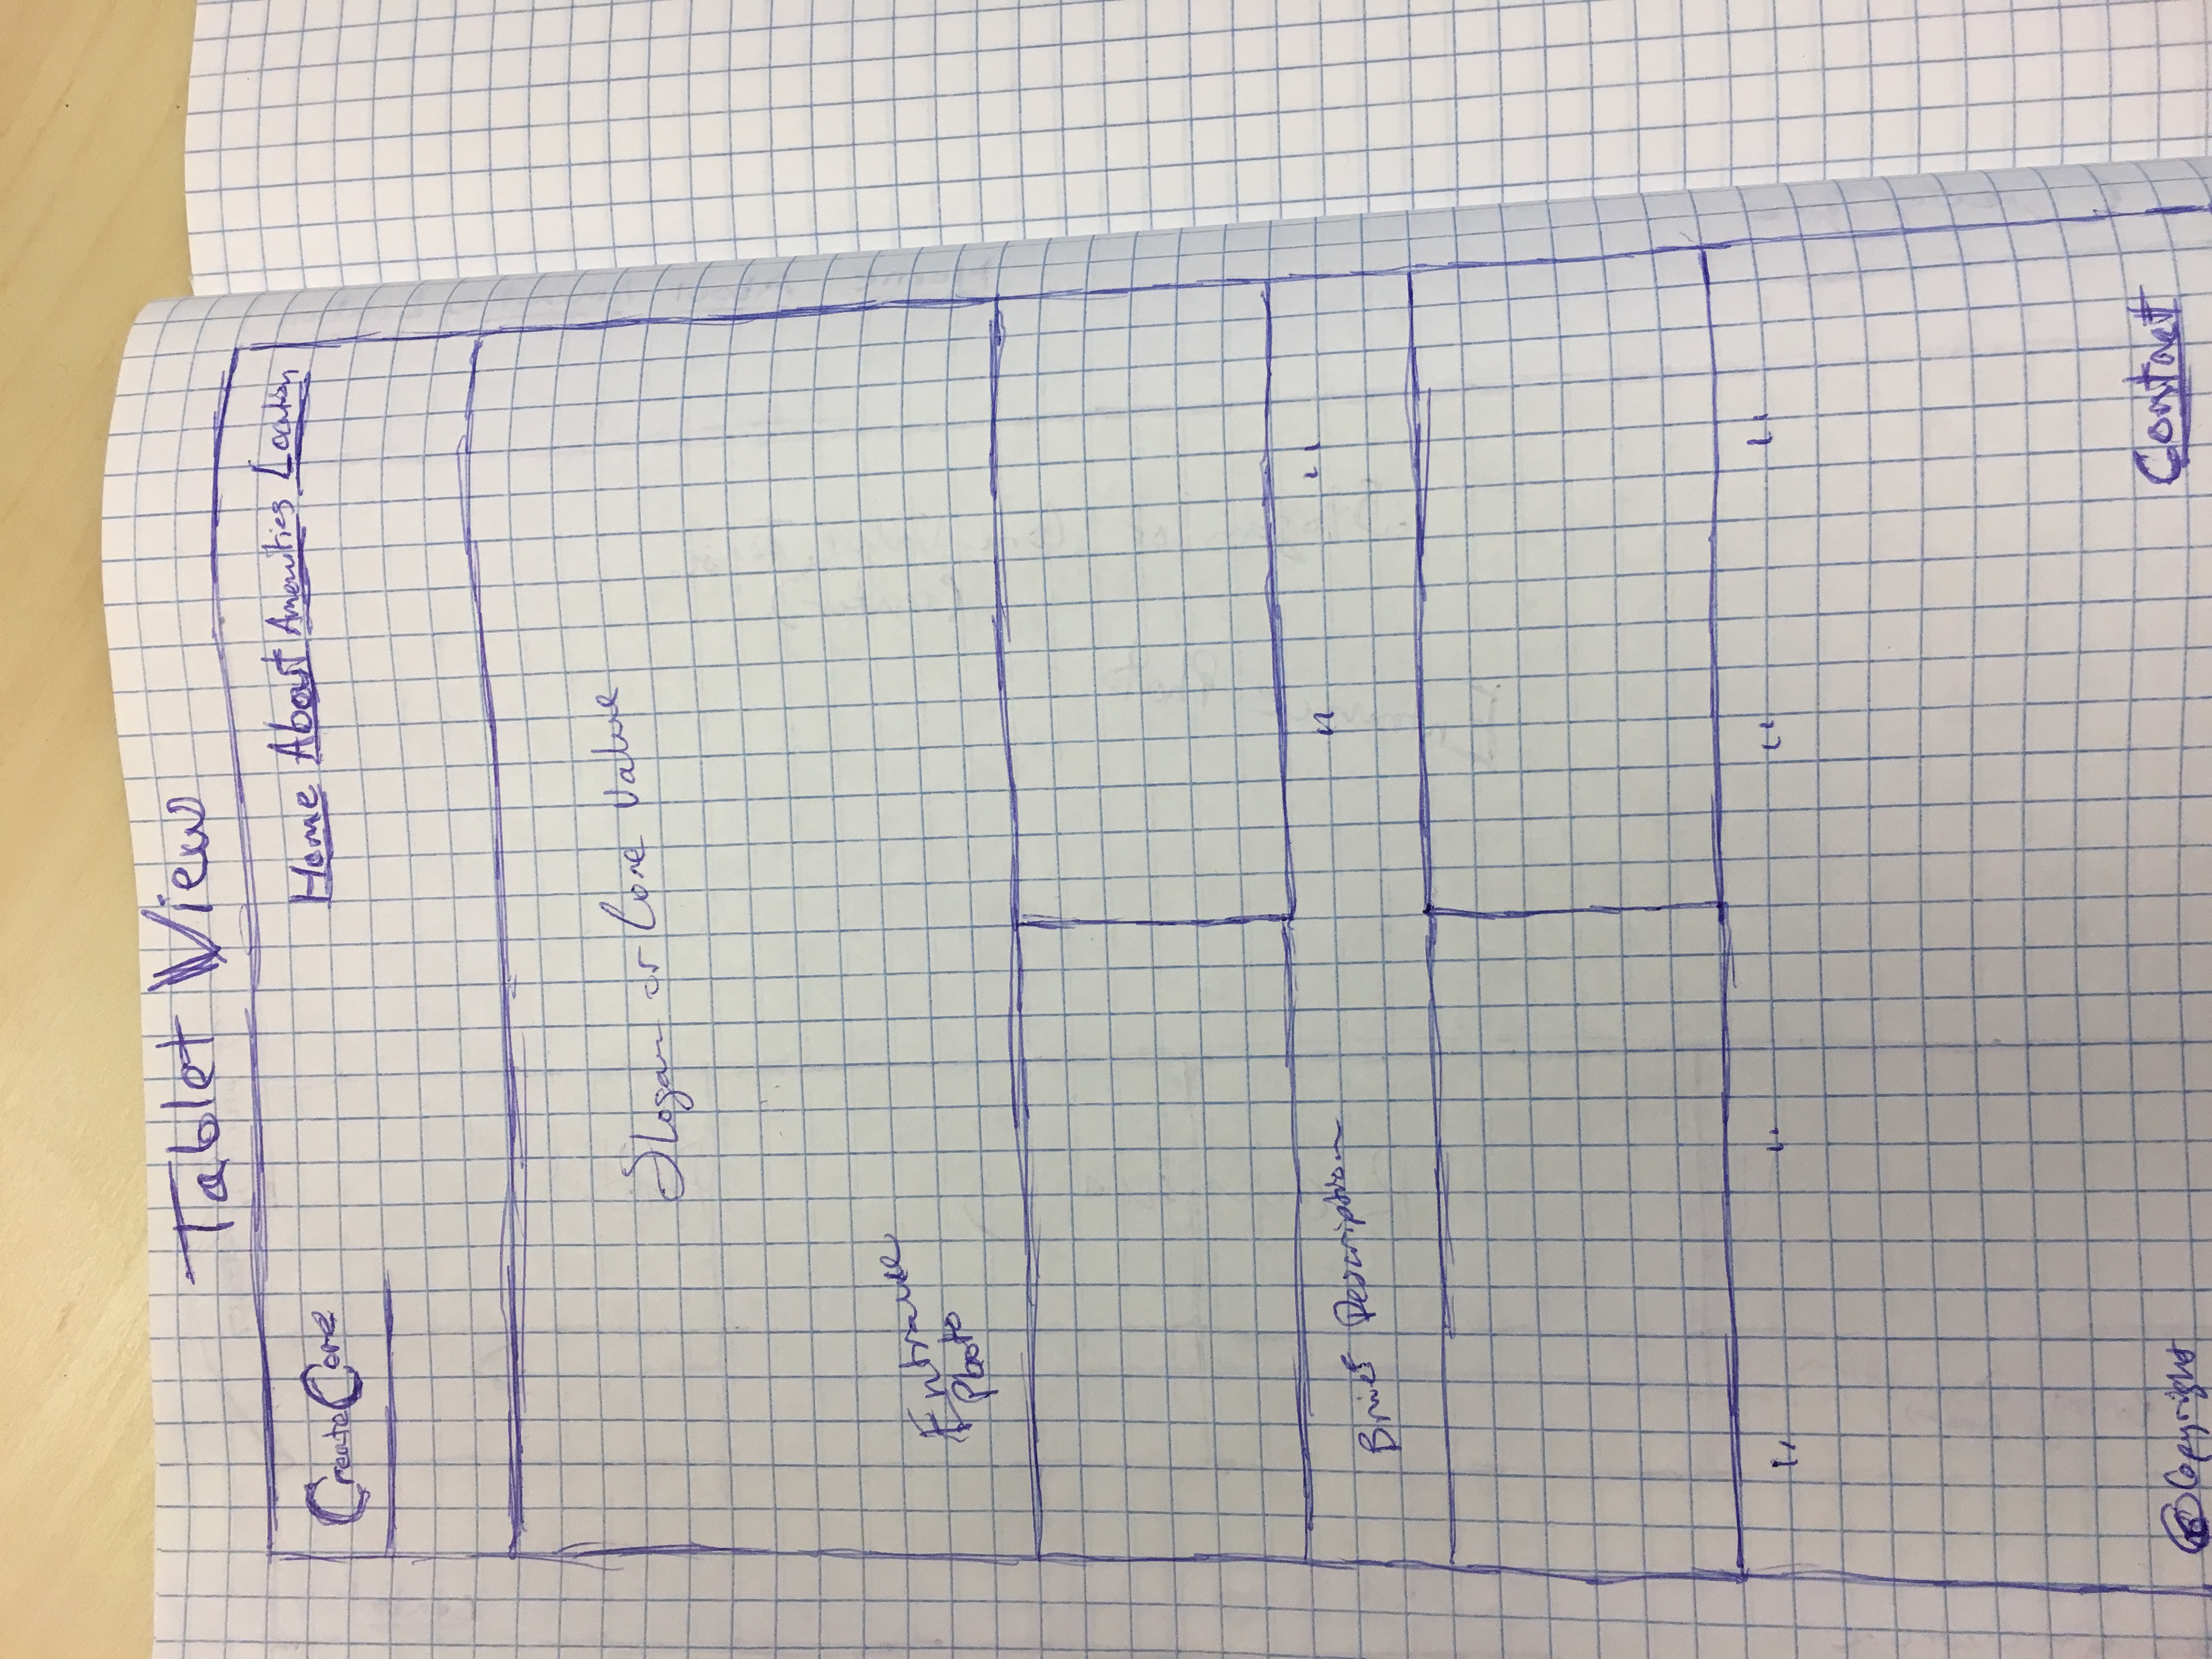 Tablet View
Home About Amenities Location
CreateCore
Slogan or Core Value
Entrance
Photo
" "
Brief Description
" " " "
Contact
© Copyright